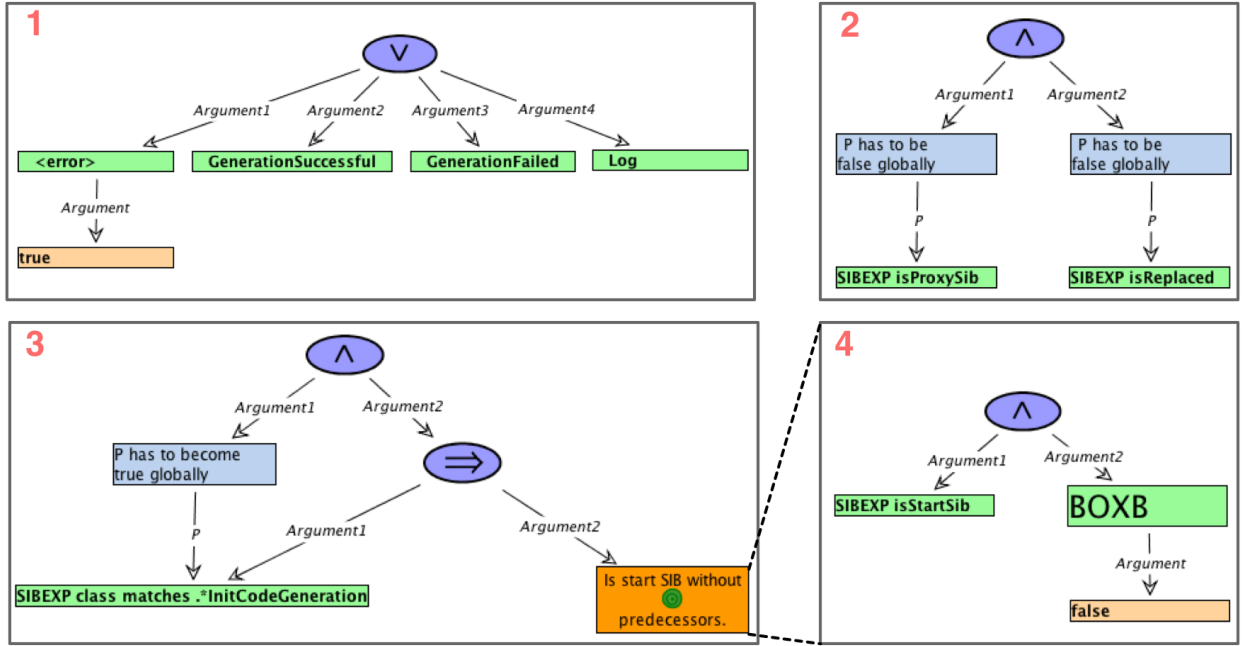 1
∨
Argument1
Argument2
Argument3
Argument4
<error>
GenerationSuccessful
GenerationFailed
Log
Argument
true
2
∧
Argument1
Argument2
P has to be
false globally
P has to be
false globally
P
P
SIBEXP isProxySib
SIBEXP isReplaced
3
∧
Argument1
Argument2
P has to become
true globally
⇒
P
Argument1
Argument2
SIBEXP class matches .*InitCodeGeneration
Is start SIB without
predecessors.
4
∧
Argument1
Argument2
SIBEXP isStartSib
BOXB
Argument
false